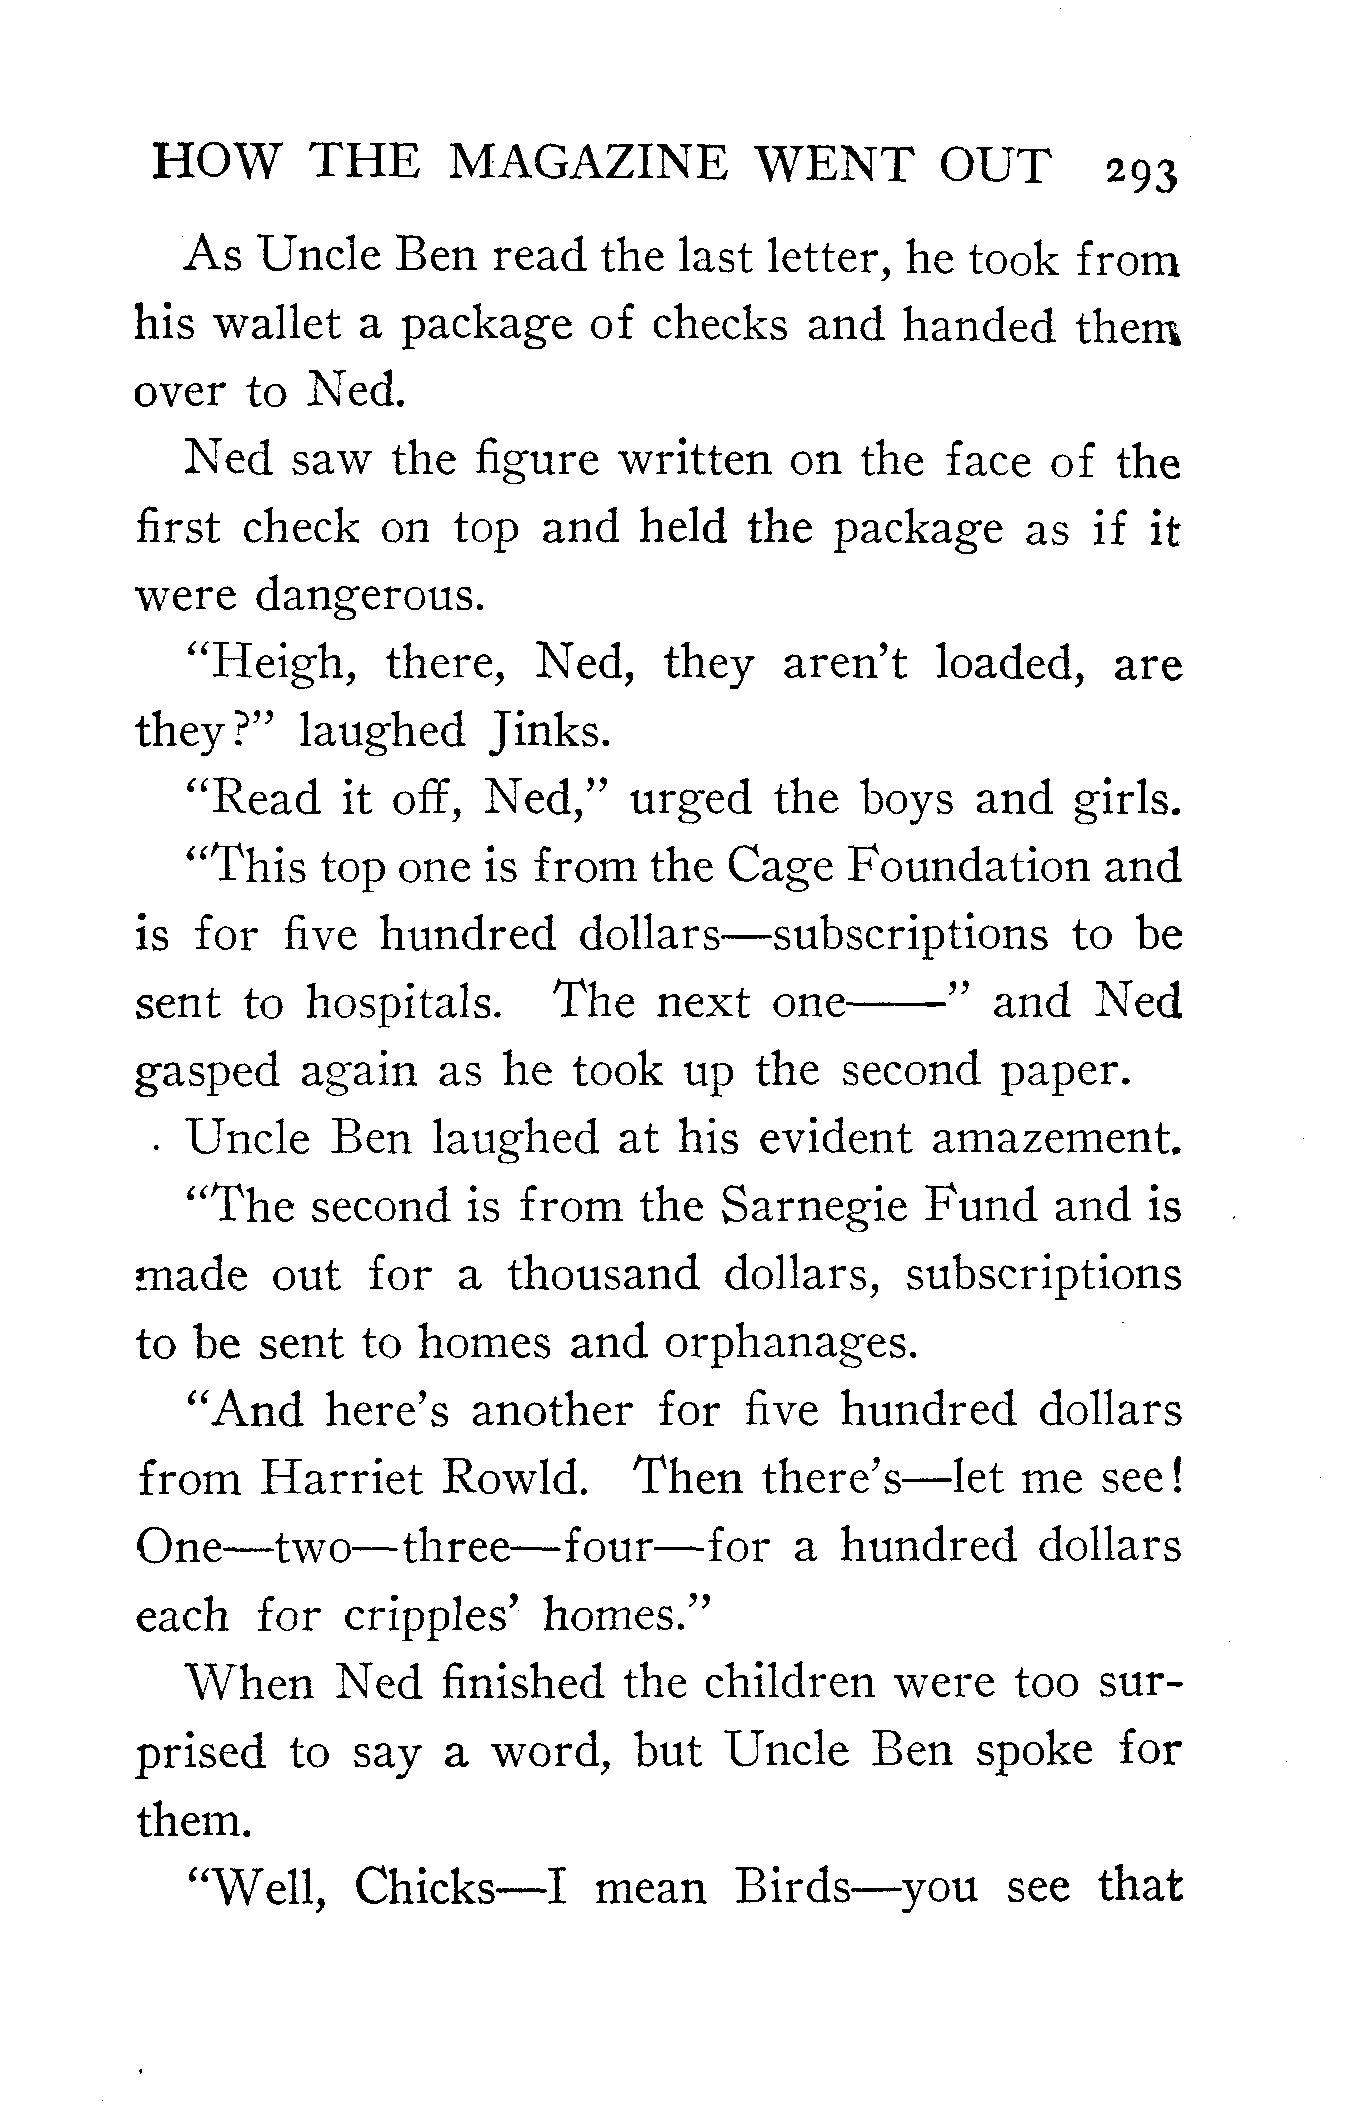 HOW THE MAGAZINE WENT OUT 293
As Uncle Ben read the last letter, he took from
his wallet a package of checks and handed them
over to Ned.
Ned saw the figure written on the face of the
first check on top and held the package as if it
were dangerous.
“Heigh, there, Ned, they aren’t loaded, are
they?” laughed Jinks.
“Read it off, Ned,” urged the boys and girls.
“This top one is from the Cage Foundation and
is for five hundred dollars—subscriptions to be
sent to hospitals. The next one——” and Ned
gasped again as he took up the second paper.
Uncle Ben laughed at his evident amazement.
“The second is from the Sarnegie Fund and is
made out for a thousand dollars, subscriptions
to be sent to homes and orphanages.
“And here’s another for five hundred dollars
from Harriet Rowld. Then there’s—let me see!
One—two—three—four—for a hundred dollars
each for cripples’ homes.”
When Ned finished the children were too sur-
prised to say a word, but Uncle Ben spoke for
them.
“Well, Chicks—I mean Birds—you see that